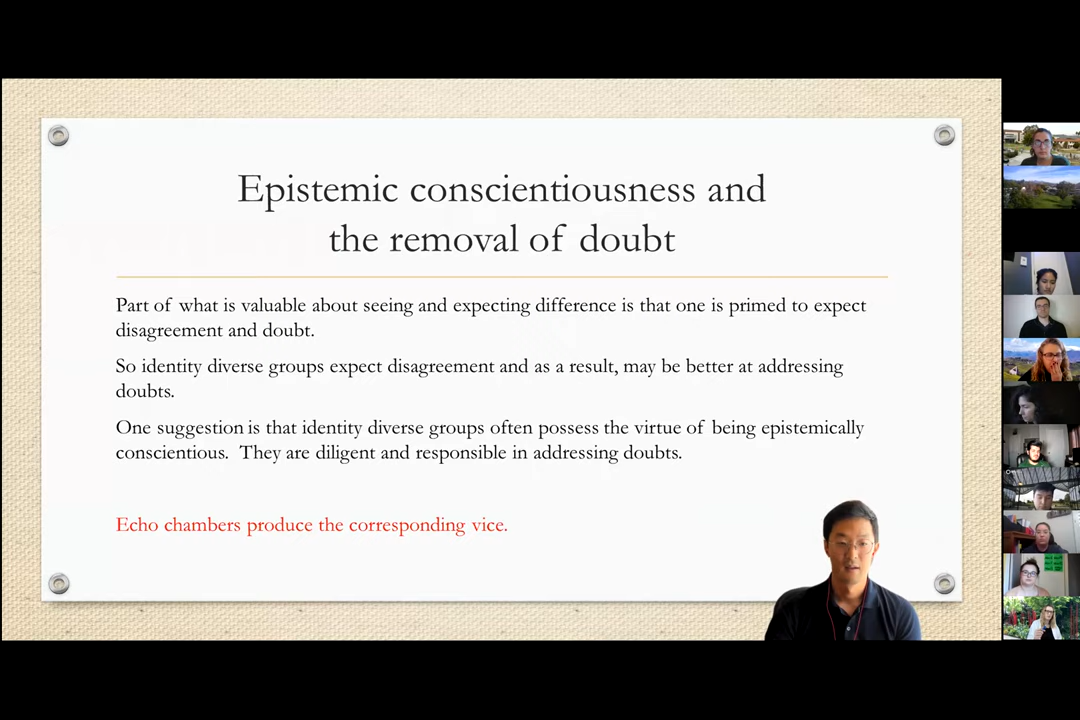 Epistemic conscientiousness and
the removal of doubt
Part of what is valuable about seeing and expecting difference is that one is primed to expect
disagreement and doubt.
So identity diverse groups expect disagreement and as a result, may be better at addressing
doubts.
One suggestion is that identity diverse groups often possess the virtue of being epistemically
conscientious. They are diligent and responsible in addressing doubts.
Echo chambers produce the corresponding vice.